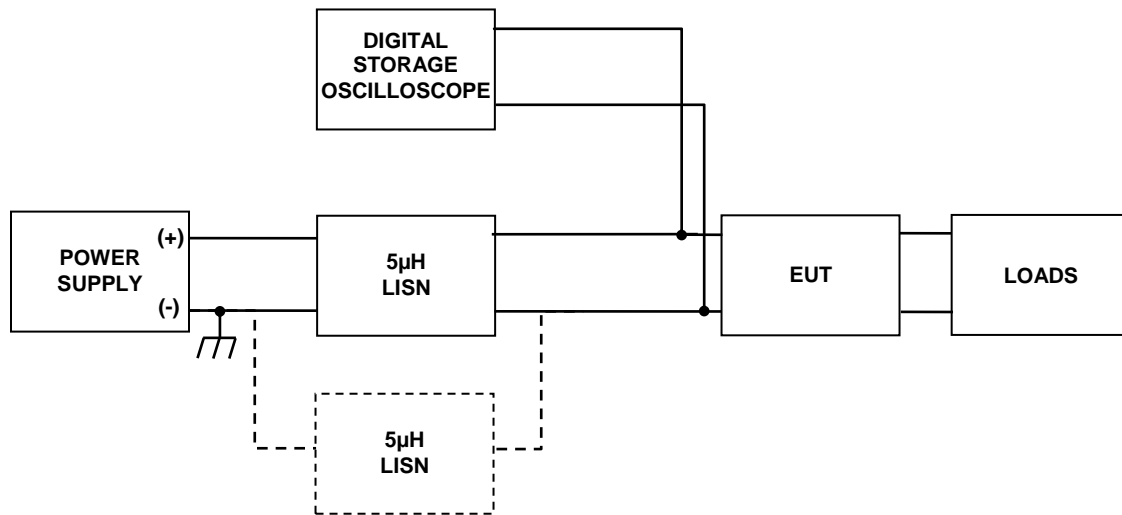 DIGITAL
STORAGE
OSCILLOSCOPE
(+)
POWER
SUPPLY
(-)
5µH
LISN
EUT
LOADS
5µH
LISN